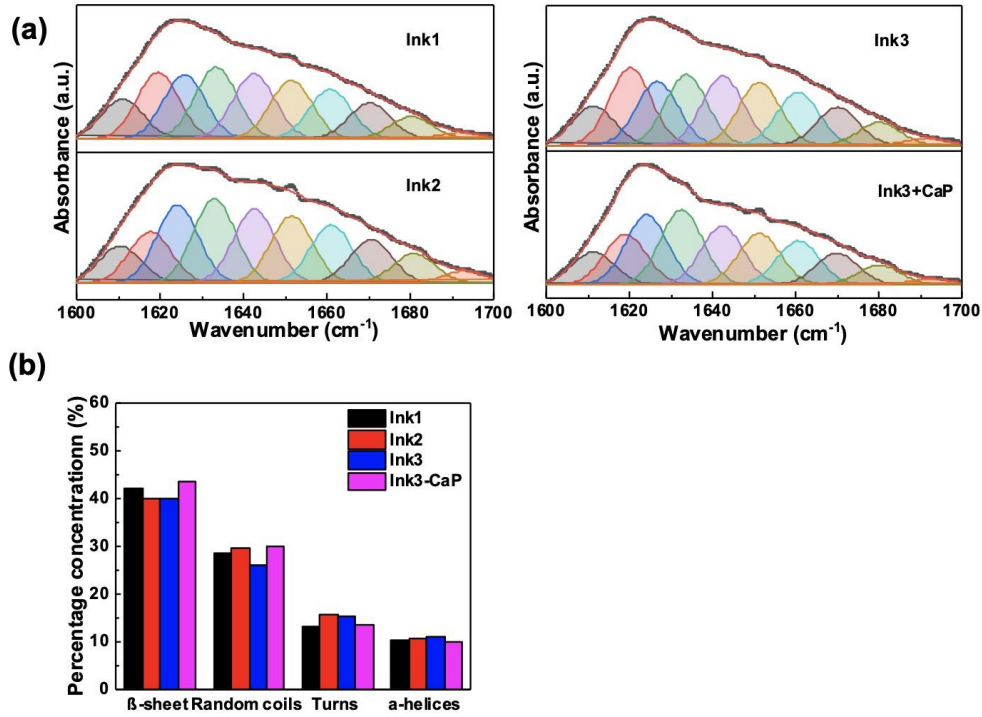 (a)
Absorbance (a.u.)
Ink1
Ink2
1600 1620 1640 1660 1680 1700
Wavenumber (cm-1)
Absorbance (a.u.)
Ink3
Ink3+CaP
1600 1620 1640 1660 1680 1700
Wavenumber (cm-1)
(b)
Percentage concentrationn (%)
60
50
40
30
20
10
0
Ink1
Ink2
Ink3
Ink3-CaP
ß-sheet Random coils Turns a-helices